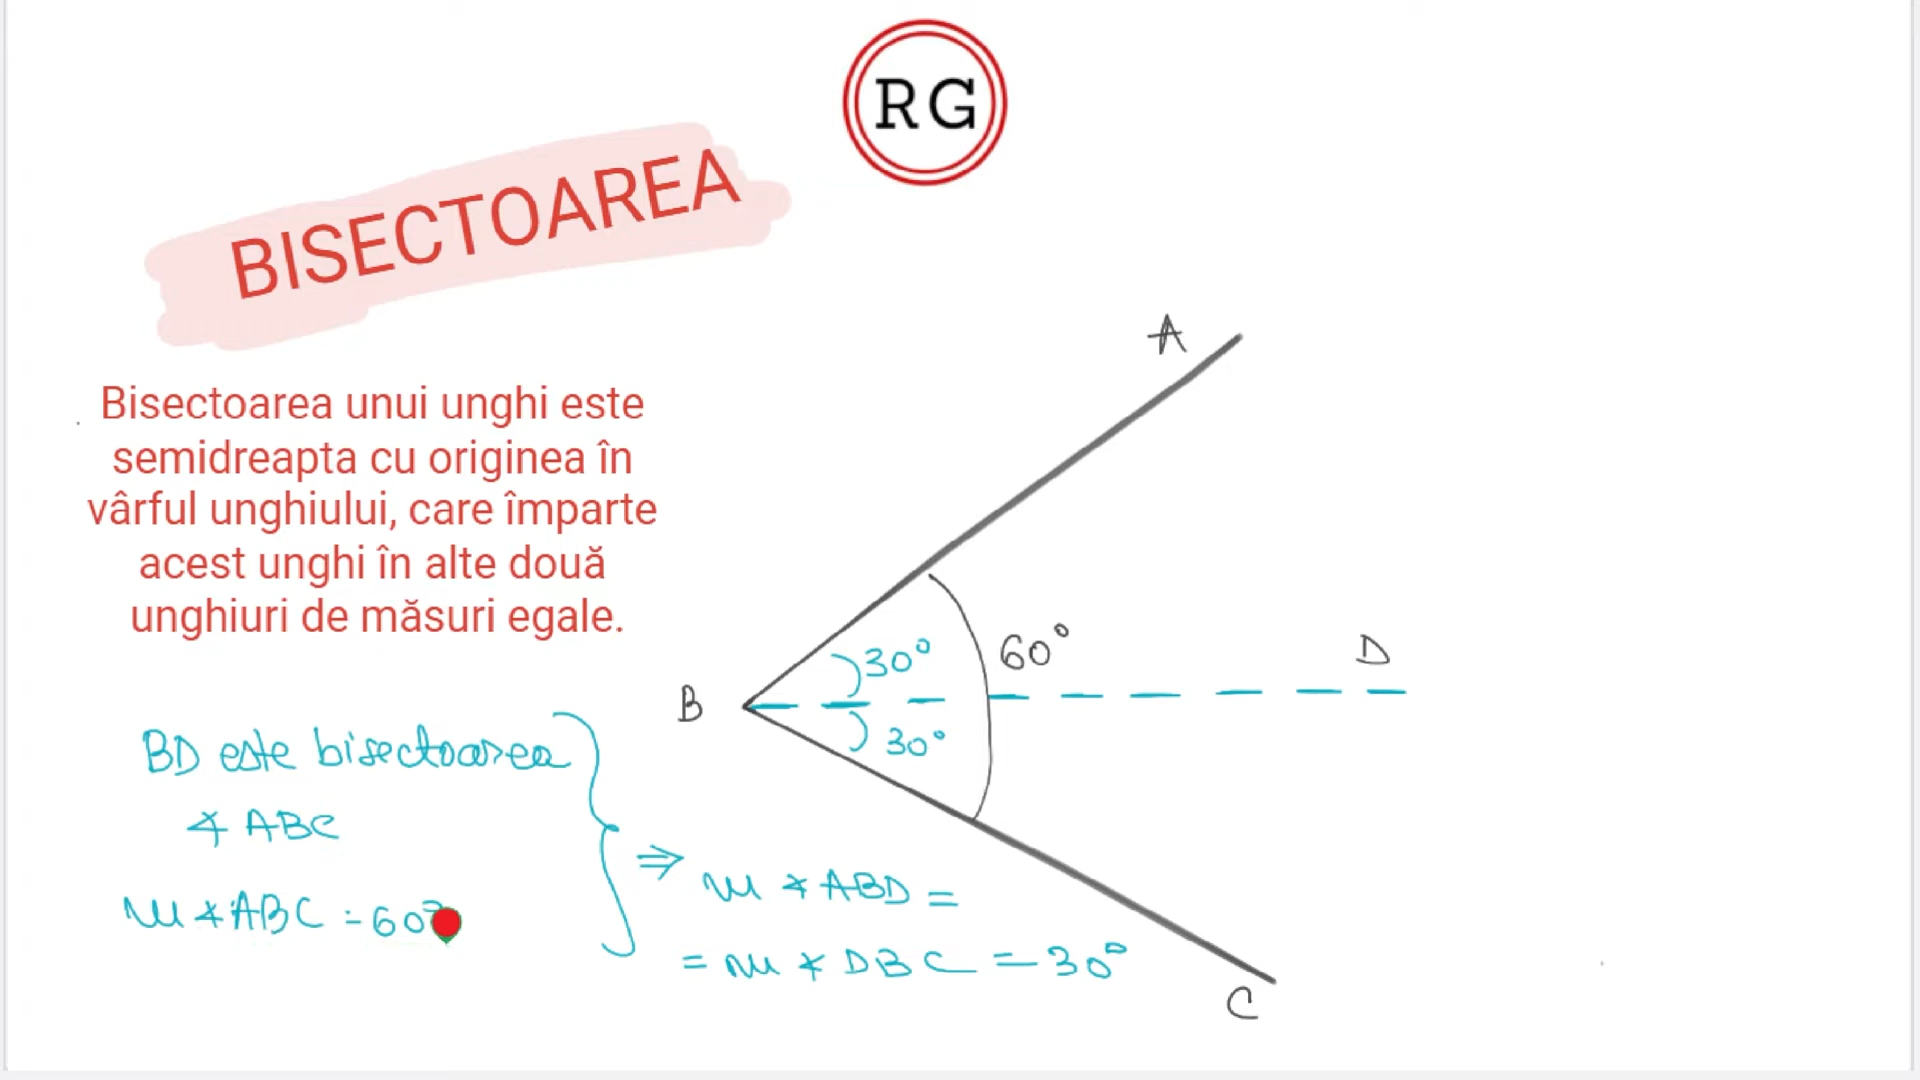 RG
BISECTOAREA
Bisectoarea unui unghi este
semidreapta cu originea în
vârful unghiului, care împarte
acest unghi în alte două
unghiuri de măsuri egale.
A
B
C
D
60°
30°
30°
BD este bisectoarea
∢ ABC
m ∢ ABC = 60°
⇒ m ∢ ABD =
= m ∢ DBC = 30°